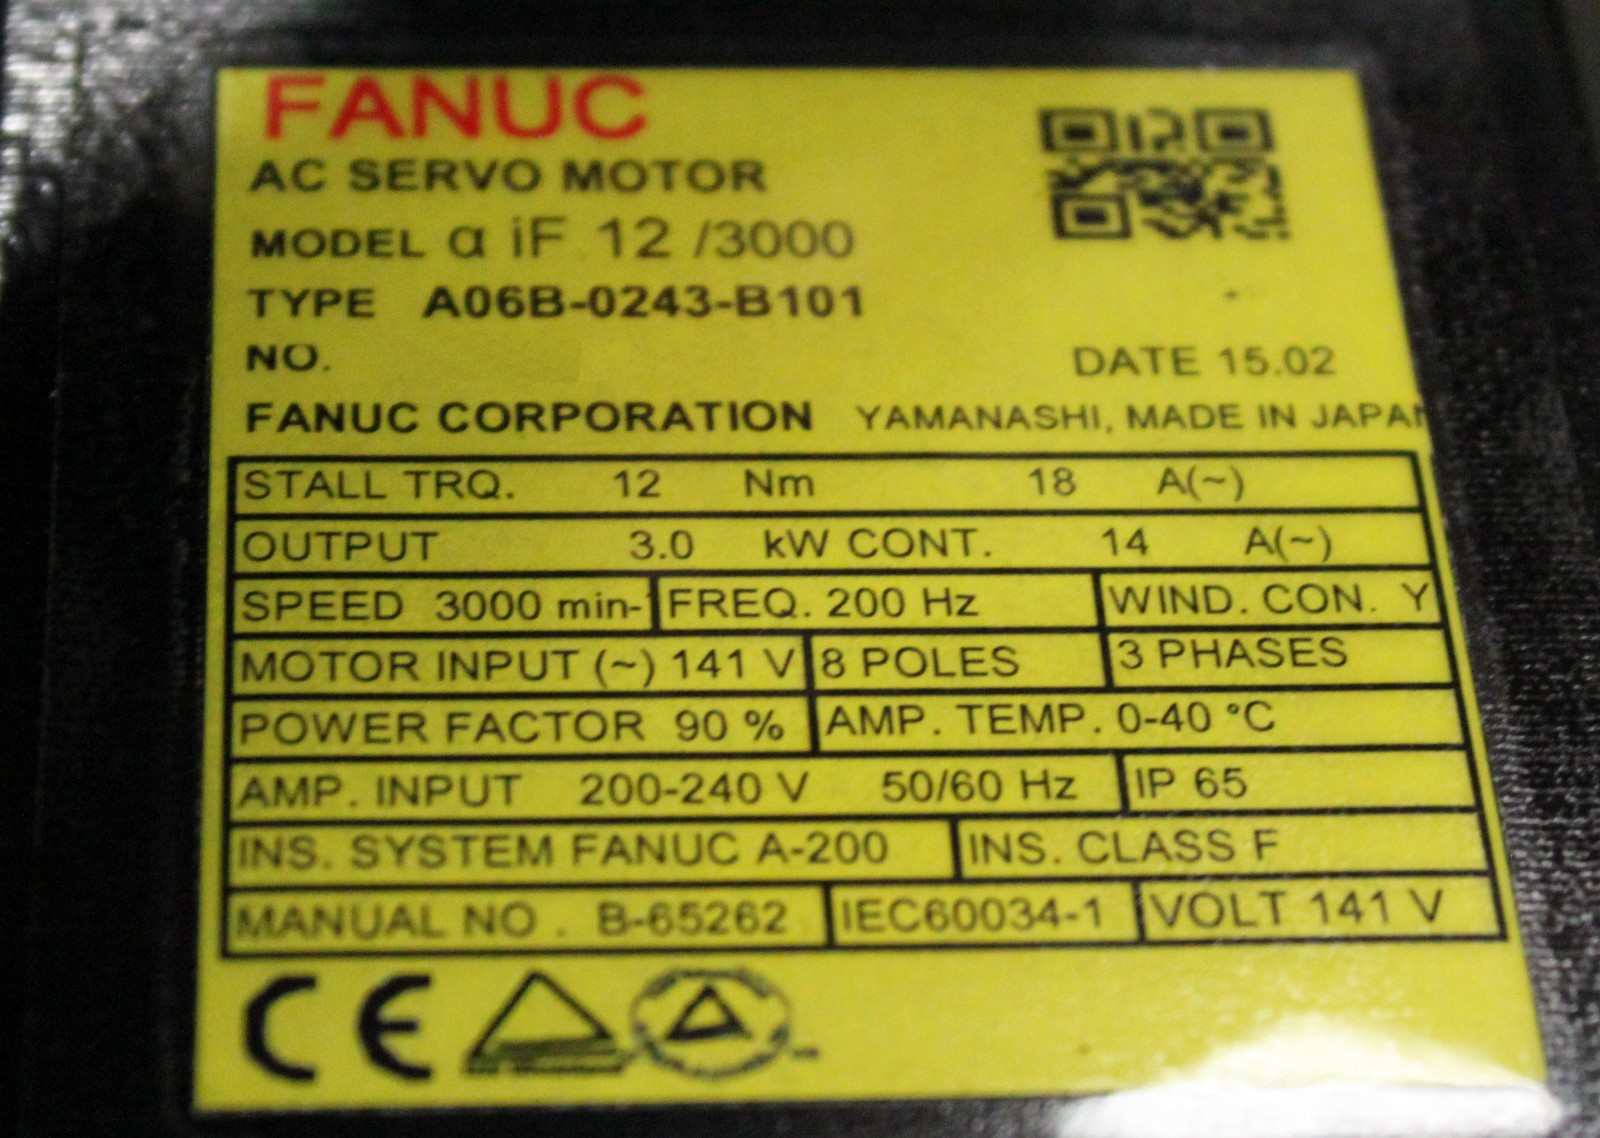 FANUC
AC SERVO MOTOR
MODEL α iF 12 /3000
TYPE A06B-0243-B101
NO.
DATE 15.02
FANUC CORPORATION YAMANASHI, MADE IN JAPAN
STALL TRQ. 12 Nm 18 A(~)
OUTPUT 3.0 kW CONT. 14 A(~)
SPEED 3000 min- FREQ. 200 Hz WIND. CON. Y
MOTOR INPUT (~) 141 V 8 POLES 3 PHASES
POWER FACTOR 90 % AMP. TEMP. 0-40 °C
AMP. INPUT 200-240 V 50/60 Hz IP 65
INS. SYSTEM FANUC A-200 INS. CLASS F
MANUAL NO . B-65262 IEC60034-1 VOLT 141 V
CE